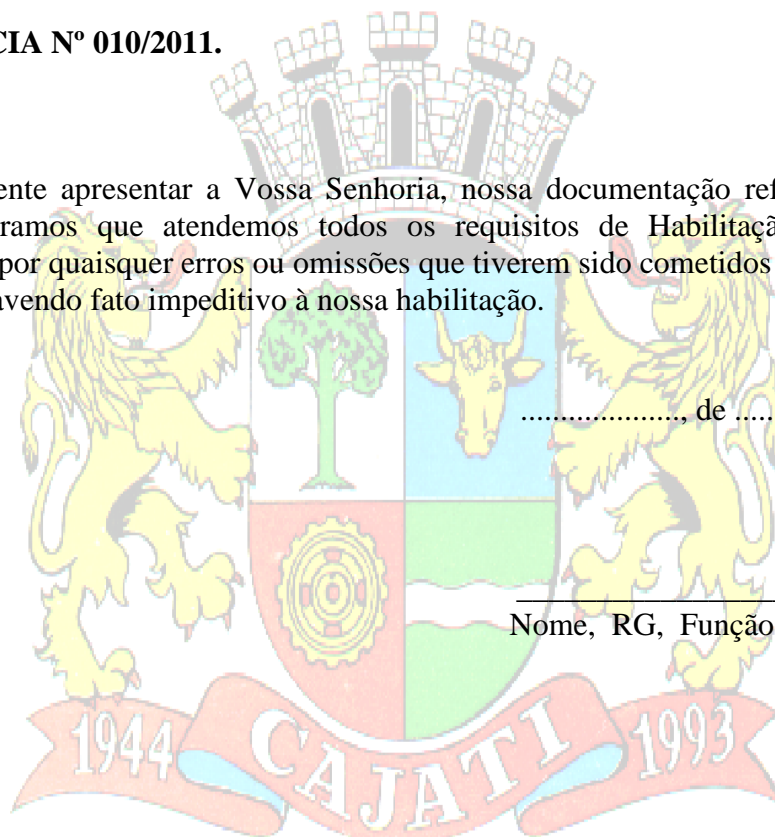 CIA Nº 010/2011.
ente apresentar a Vossa Senhoria, nossa documentação ref
ramos que atendemos todos os requisitos de Habilitaçã
por quaisquer erros ou omissões que tiverem sido cometidos
avendo fato impeditivo à nossa habilitação.
...................., de .....
____________________
Nome, RG, Função
1944 CAJATI 1993